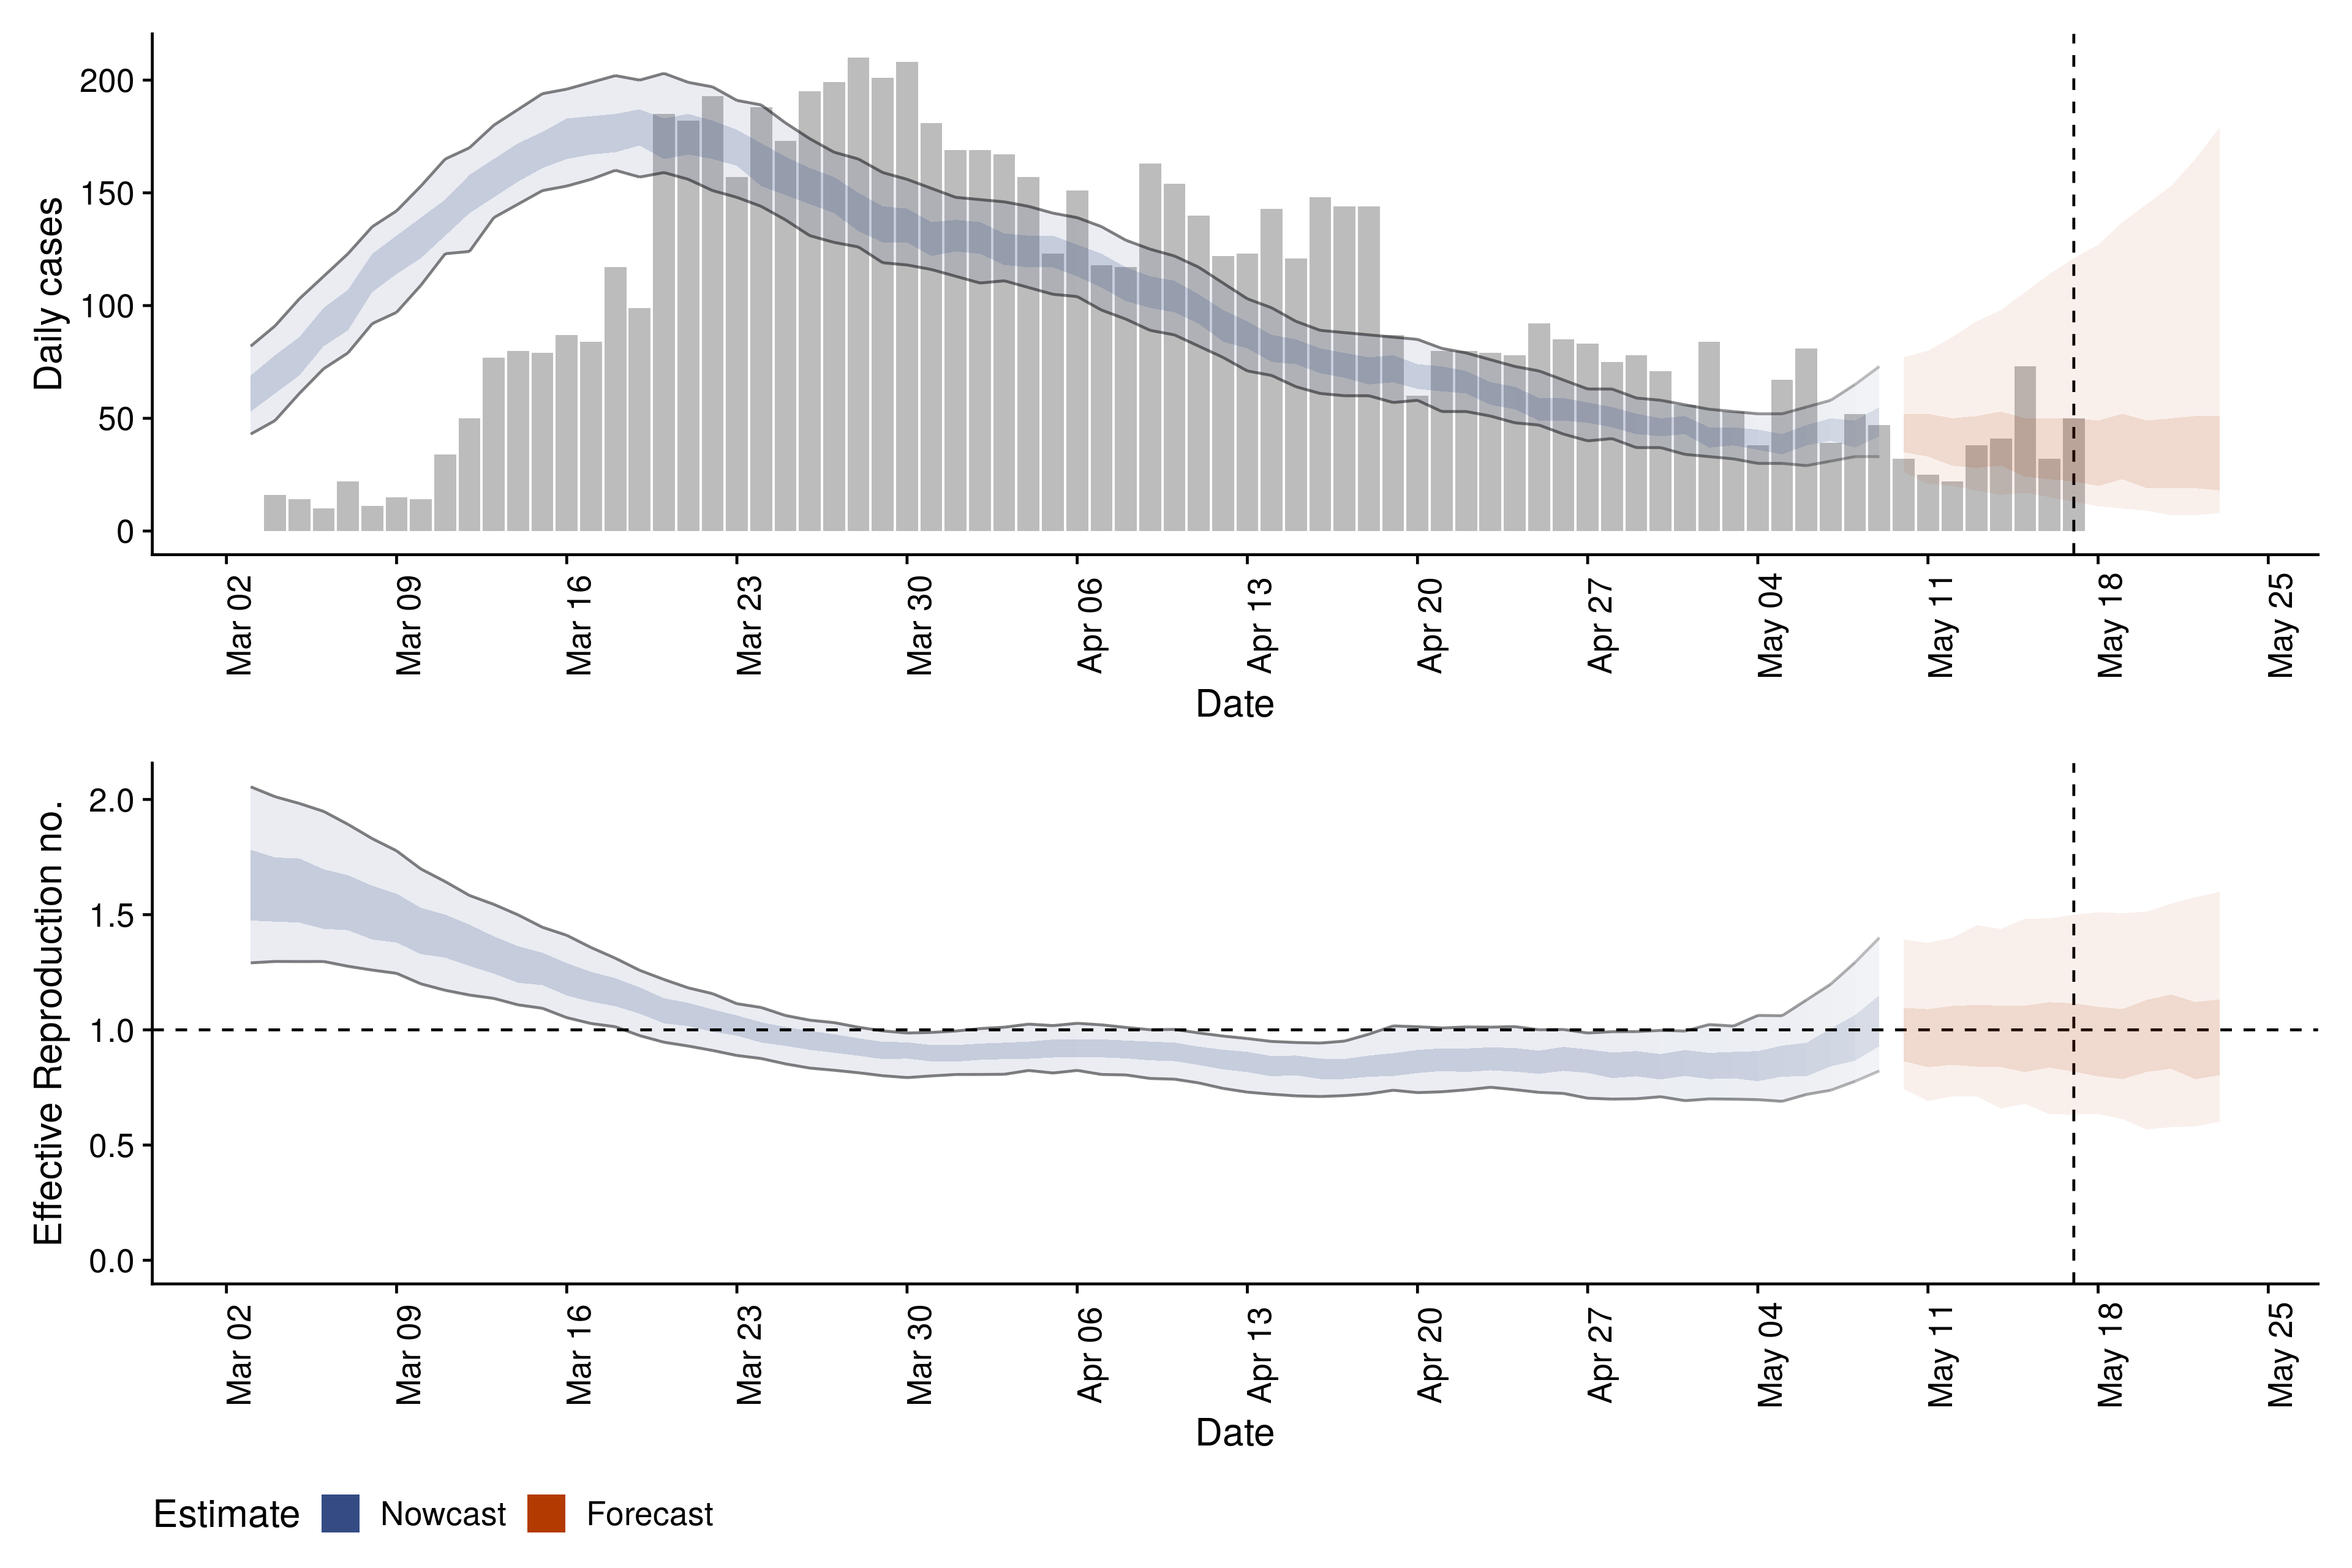 Daily cases
200
150
100
50
0
Mar 02
Mar 09
Mar 16
Mar 23
Mar 30
Apr 06
Apr 13
Apr 20
Apr 27
May 04
May 11
May 18
May 25
Date
Effective Reproduction no.
2.0
1.5
1.0
0.5
0.0
Mar 02
Mar 09
Mar 16
Mar 23
Mar 30
Apr 06
Apr 13
Apr 20
Apr 27
May 04
May 11
May 18
May 25
Date
Estimate Nowcast Forecast